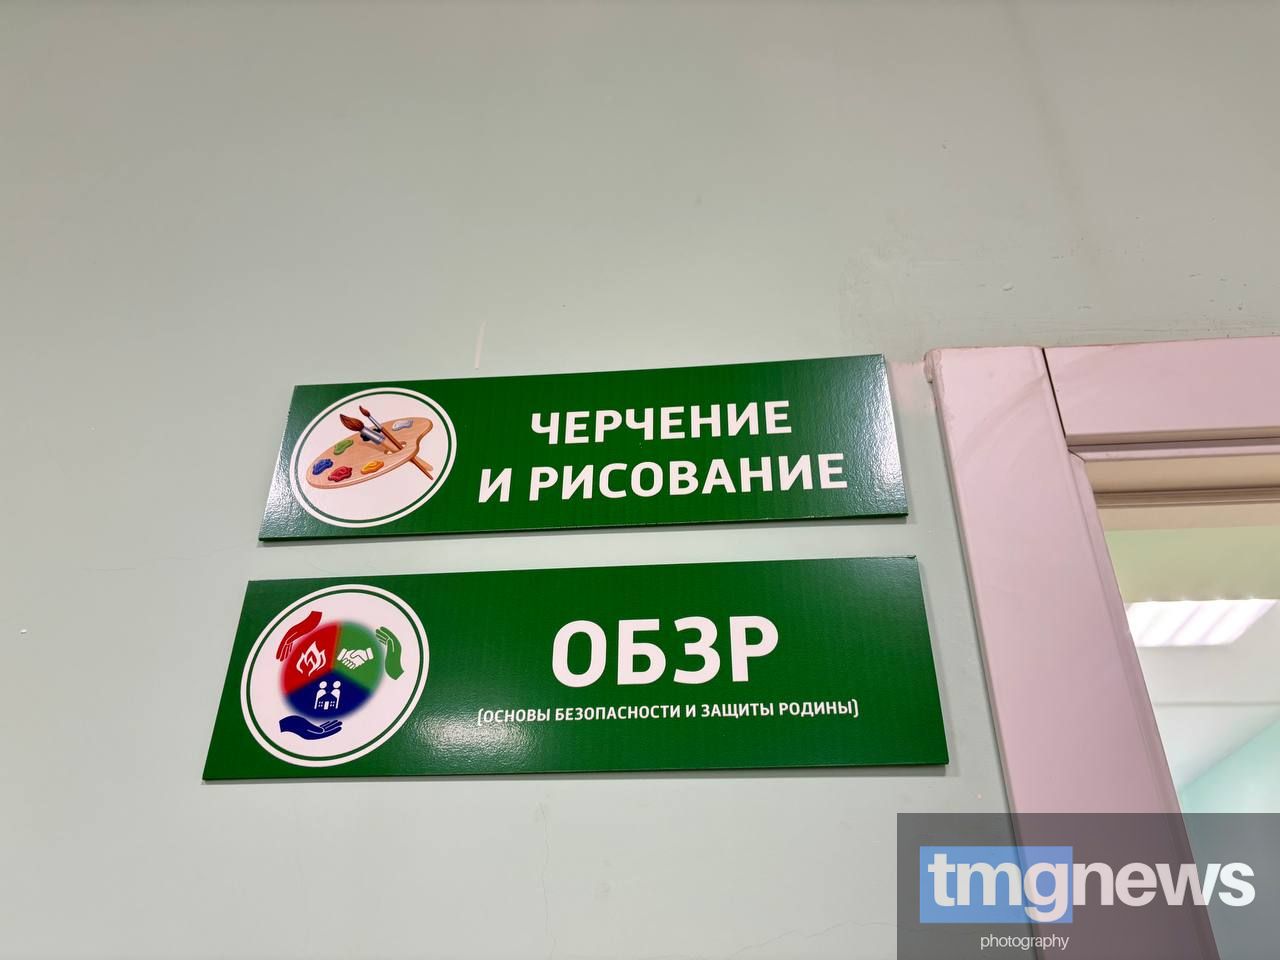 ЧЕРЧЕНИЕ
И РИСОВАНИЕ
ОБЗР
(ОСНОВЫ БЕЗОПАСНОСТИ И ЗАЩИТЫ РОДИНЫ)
tmgnews
photography